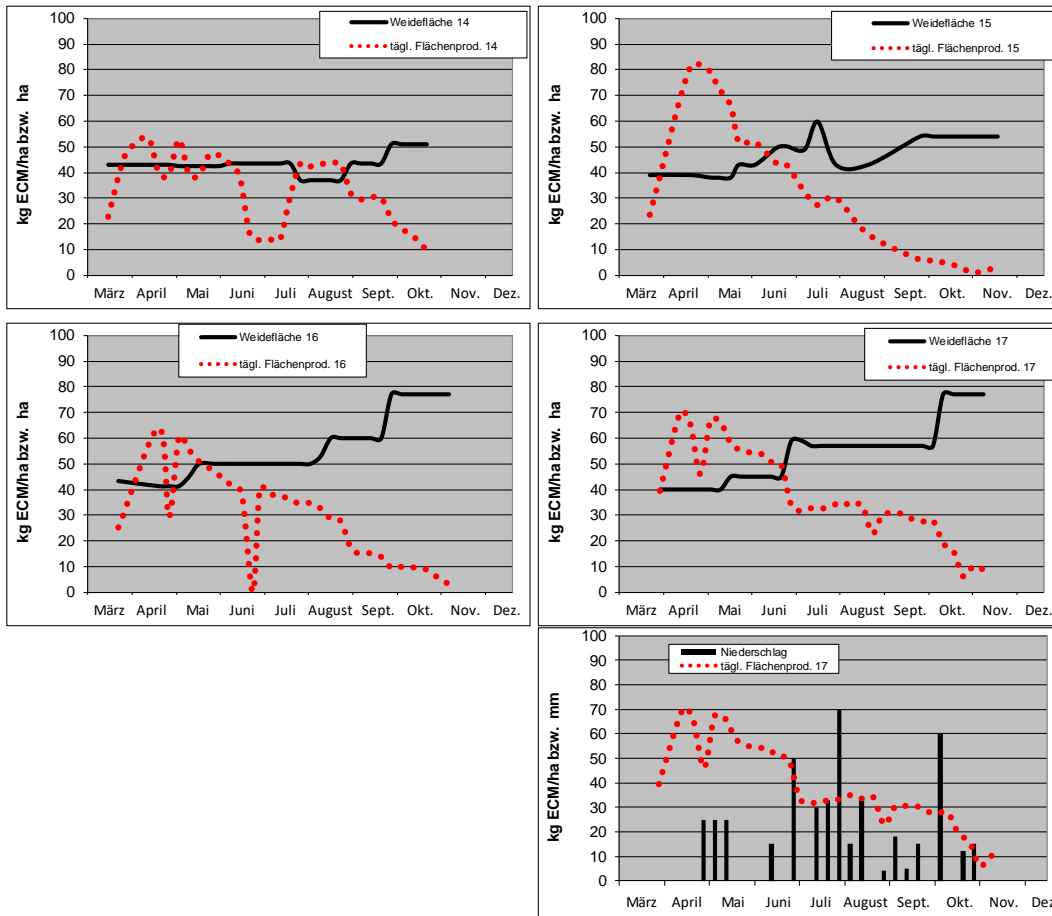 Weidefläche 14
tägl. Flächenprod. 14
kg ECM/ha bzw. ha
100
90
80
70
60
50
40
30
20
10
0
März April Mai Juni Juli August Sept. Okt. Nov. Dez.
Weidefläche 15
tägl. Flächenprod. 15
kg ECM/ha bzw. ha
100
90
80
70
60
50
40
30
20
10
0
März April Mai Juni Juli August Sept. Okt. Nov. Dez.
Weidefläche 16
tägl. Flächenprod. 16
kg ECM/ha bzw. ha
100
90
80
70
60
50
40
30
20
10
0
März April Mai Juni Juli August Sept. Okt. Nov. Dez.
Weidefläche 17
tägl. Flächenprod. 17
kg ECM/ha bzw. ha
100
90
80
70
60
50
40
30
20
10
0
März April Mai Juni Juli August Sept. Okt. Nov. Dez.
Niederschlag
tägl. Flächenprod. 17
kg ECM/ha bzw. mm
100
90
80
70
60
50
40
30
20
10
0
März April Mai Juni Juli August Sept. Okt. Nov. Dez